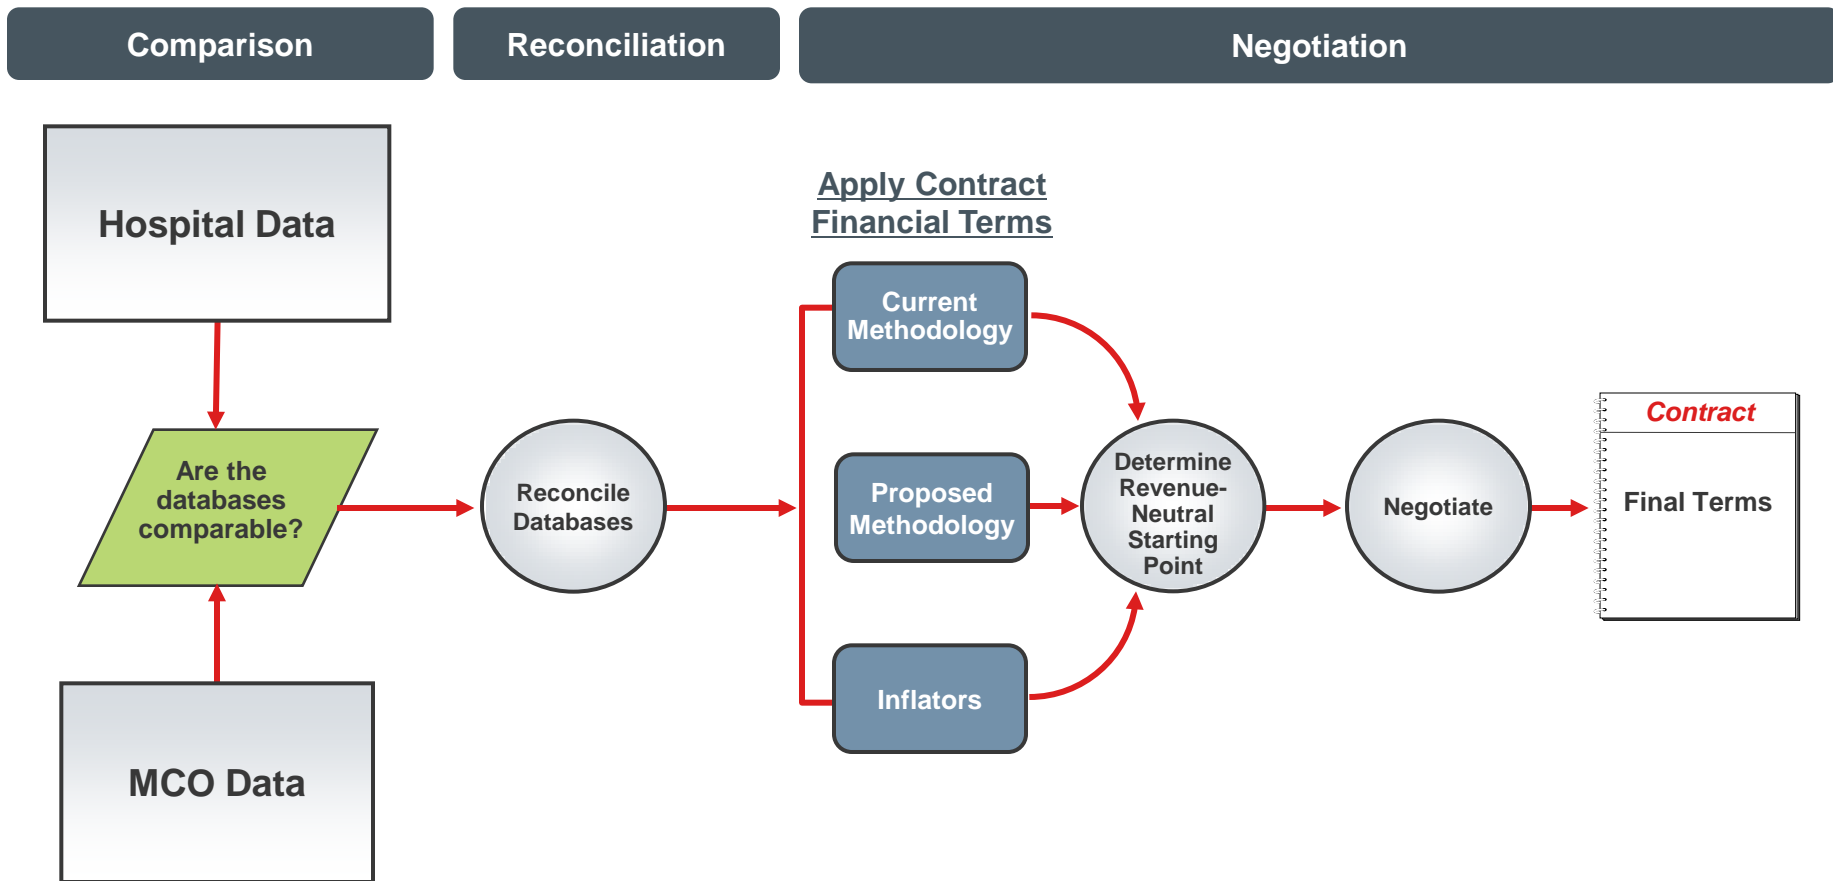 Comparison
Reconciliation
Negotiation
Hospital Data
Apply Contract
Financial Terms
Current
Methodology
Are the
databases
comparable?
Reconcile
Databases
Proposed
Methodology
Determine
Revenue-
Neutral
Starting
Point
Negotiate
Contract
Final Terms
Inflators
MCO Data